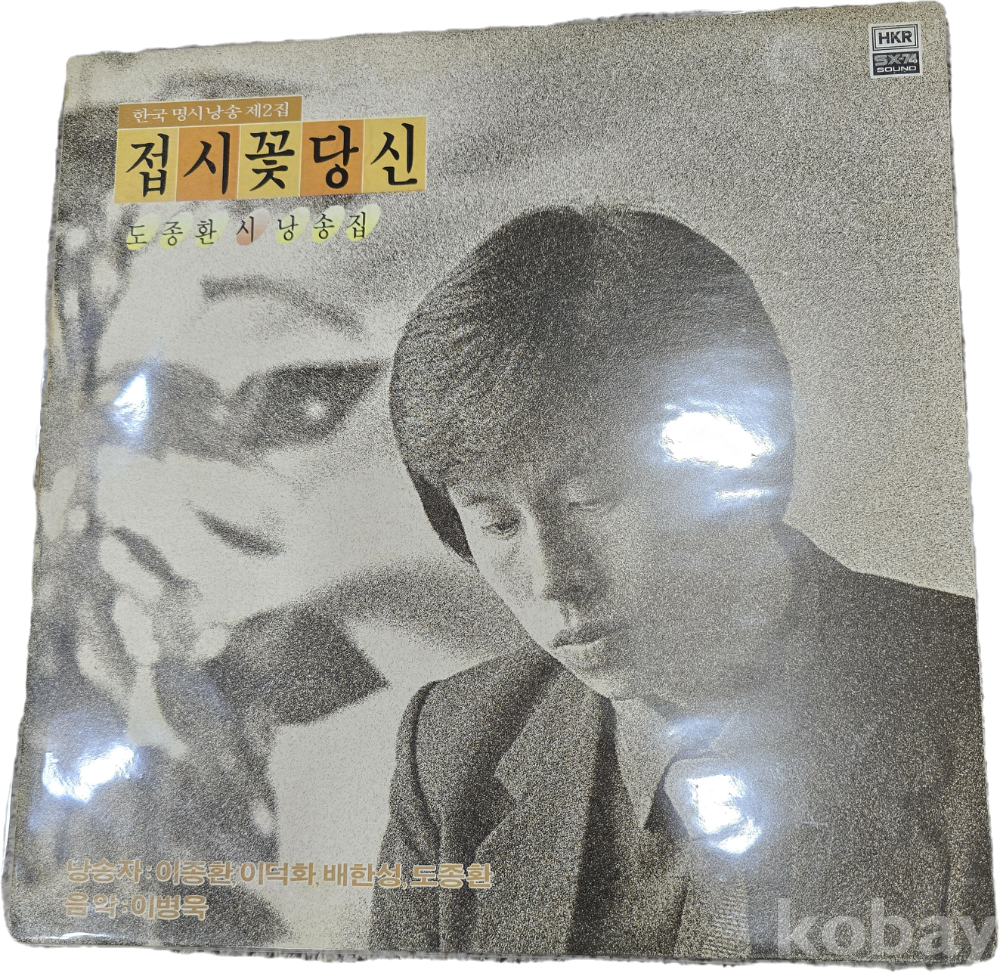 HKR
SX-74
SOUND
한국 명시낭송 제2집
접시꽃당신
도종환 시 낭송집
낭송자:이종환,이덕화,배한성,도종환
음악:이병욱
kobay